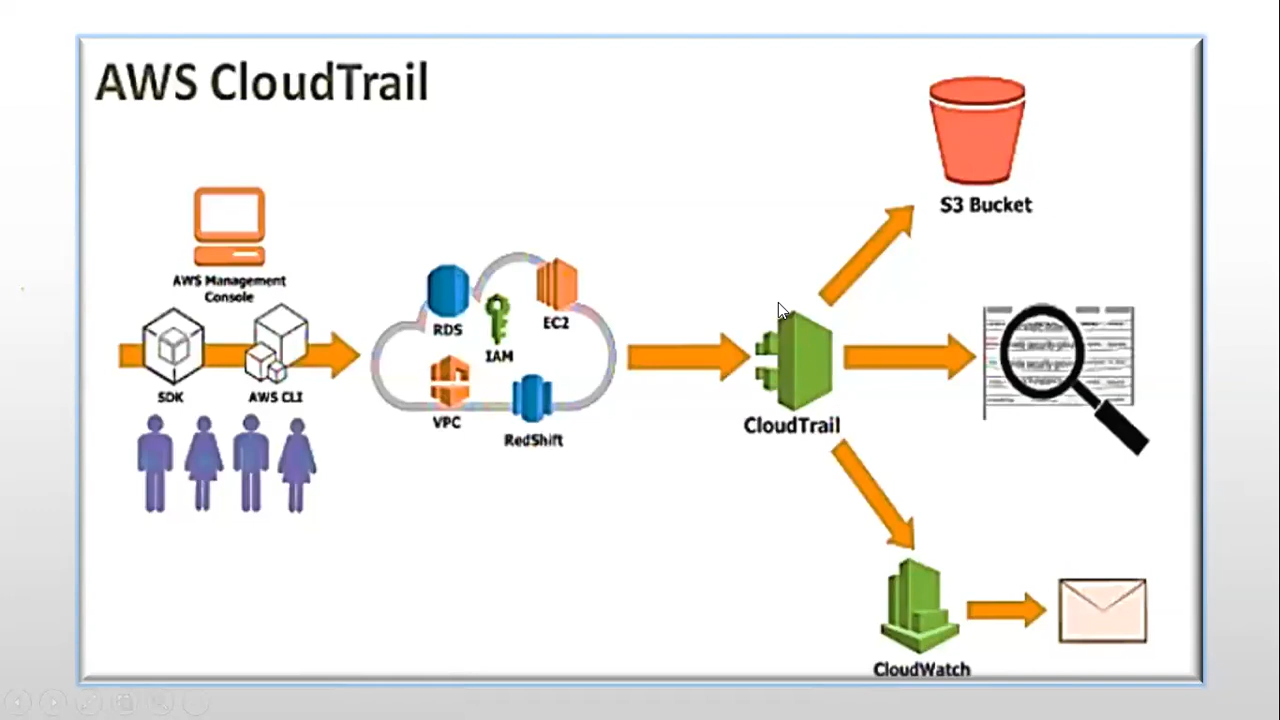 AWS CloudTrail
S3 Bucket
AWS Management
Console
RDS
EC2
IAM
SDK
AWS CLI
VPC
RedShift
CloudTrail
CloudWatch